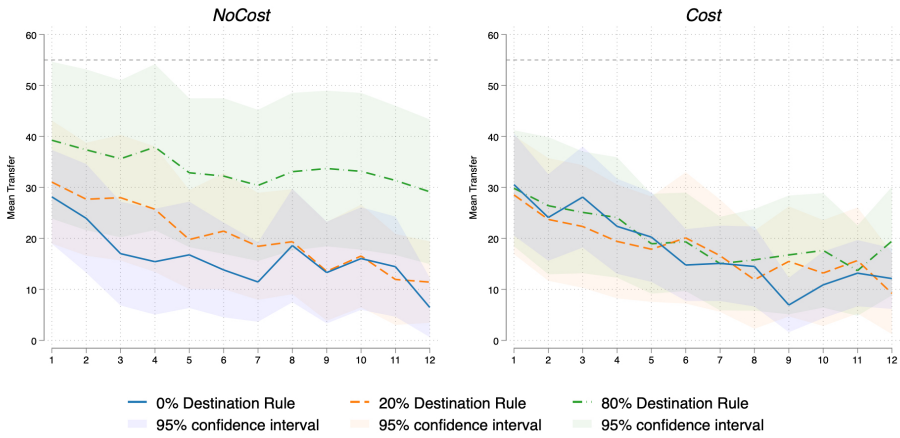 NoCost
Cost
60
50
40
30
20
10
0
Mean Transfer
1 2 3 4 5 6 7 8 9 10 11 12
60
50
40
30
20
10
0
Mean Transfer
1 2 3 4 5 6 7 8 9 10 11 12
0% Destination Rule 20% Destination Rule 80% Destination Rule
95% confidence interval 95% confidence interval 95% confidence interval